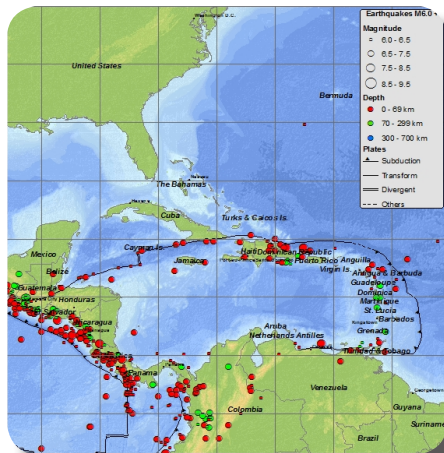 Washington D.C.
Earthquakes M6.0
Magnitude
6.0 - 6.5
6.5 - 7.5
7.5 - 8.5
8.5 - 9.5
Depth
0 - 69 km
70 - 299 km
300 - 700 km
Plates
Subduction
Transform
Divergent
Others
United States
Bermuda
Nassau
The Bahamas
Havana
Cuba
Turks & Caicos Is.
Mexico
Cayman Is.
Haiti
Dominican Republic
Puerto Rico
Virgin Is.
Anguilla
Antigua & Barbuda
Belize
Jamaica
Guadeloupe
Guatemala
Honduras
Dominica
Martinique
El Salvador
St. Lucia
Nicaragua
Barbados
Aruba
Netherlands Antilles
Grenada
Trinidad & Tobago
Panama
Venezuela
Georgetown
Colombia
Guyana
Suriname
Brazil